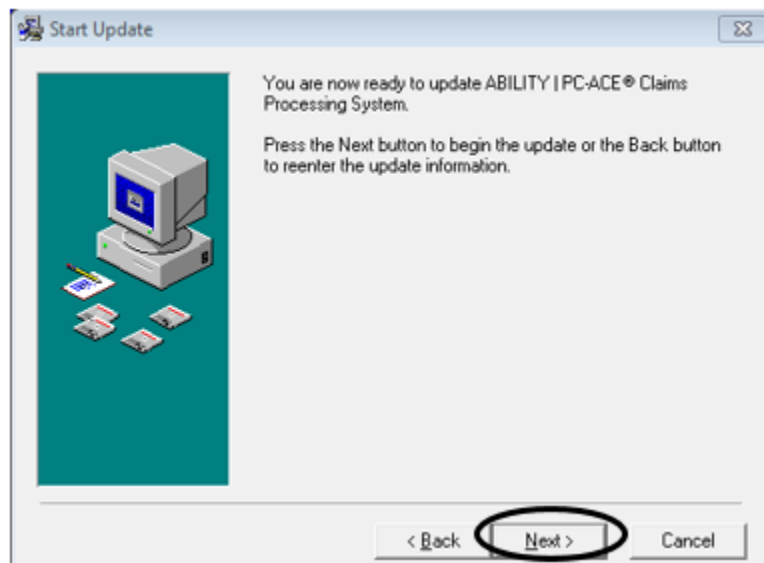 Start Update
You are now ready to update ABILITY | PC-ACE® Claims
Processing System.
Press the Next button to begin the update or the Back button
to reenter the update information.
< Back
Next >
Cancel